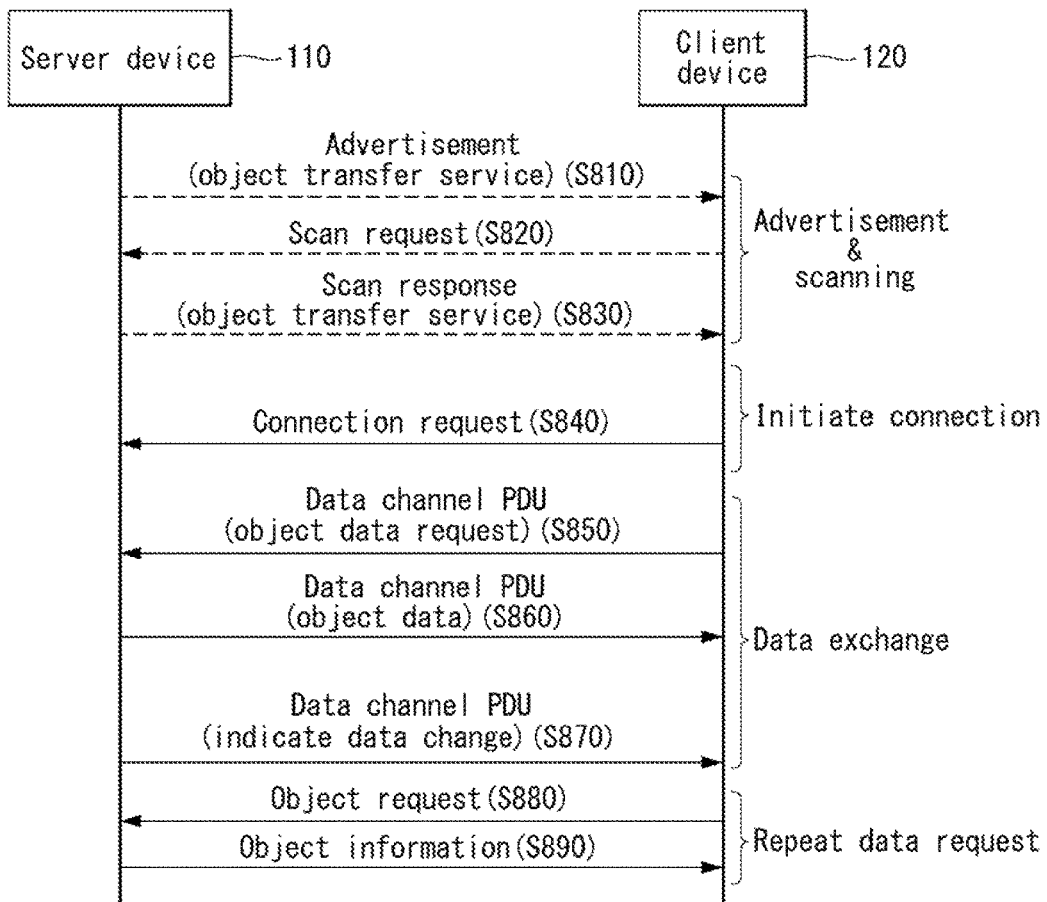 Server device
110
Client
device
120
Advertisement
(object transfer service)(S810)
Scan request(S820)
Scan response
(object transfer service)(S830)
Advertisement
&
scanning
Connection request(S840)
Initiate connection
Data channel PDU
(object data request)(S850)
Data channel PDU
(object data)(S860)
Data channel PDU
(indicate data change)(S870)
Data exchange
Object request(S880)
Object information(S890)
Repeat data request